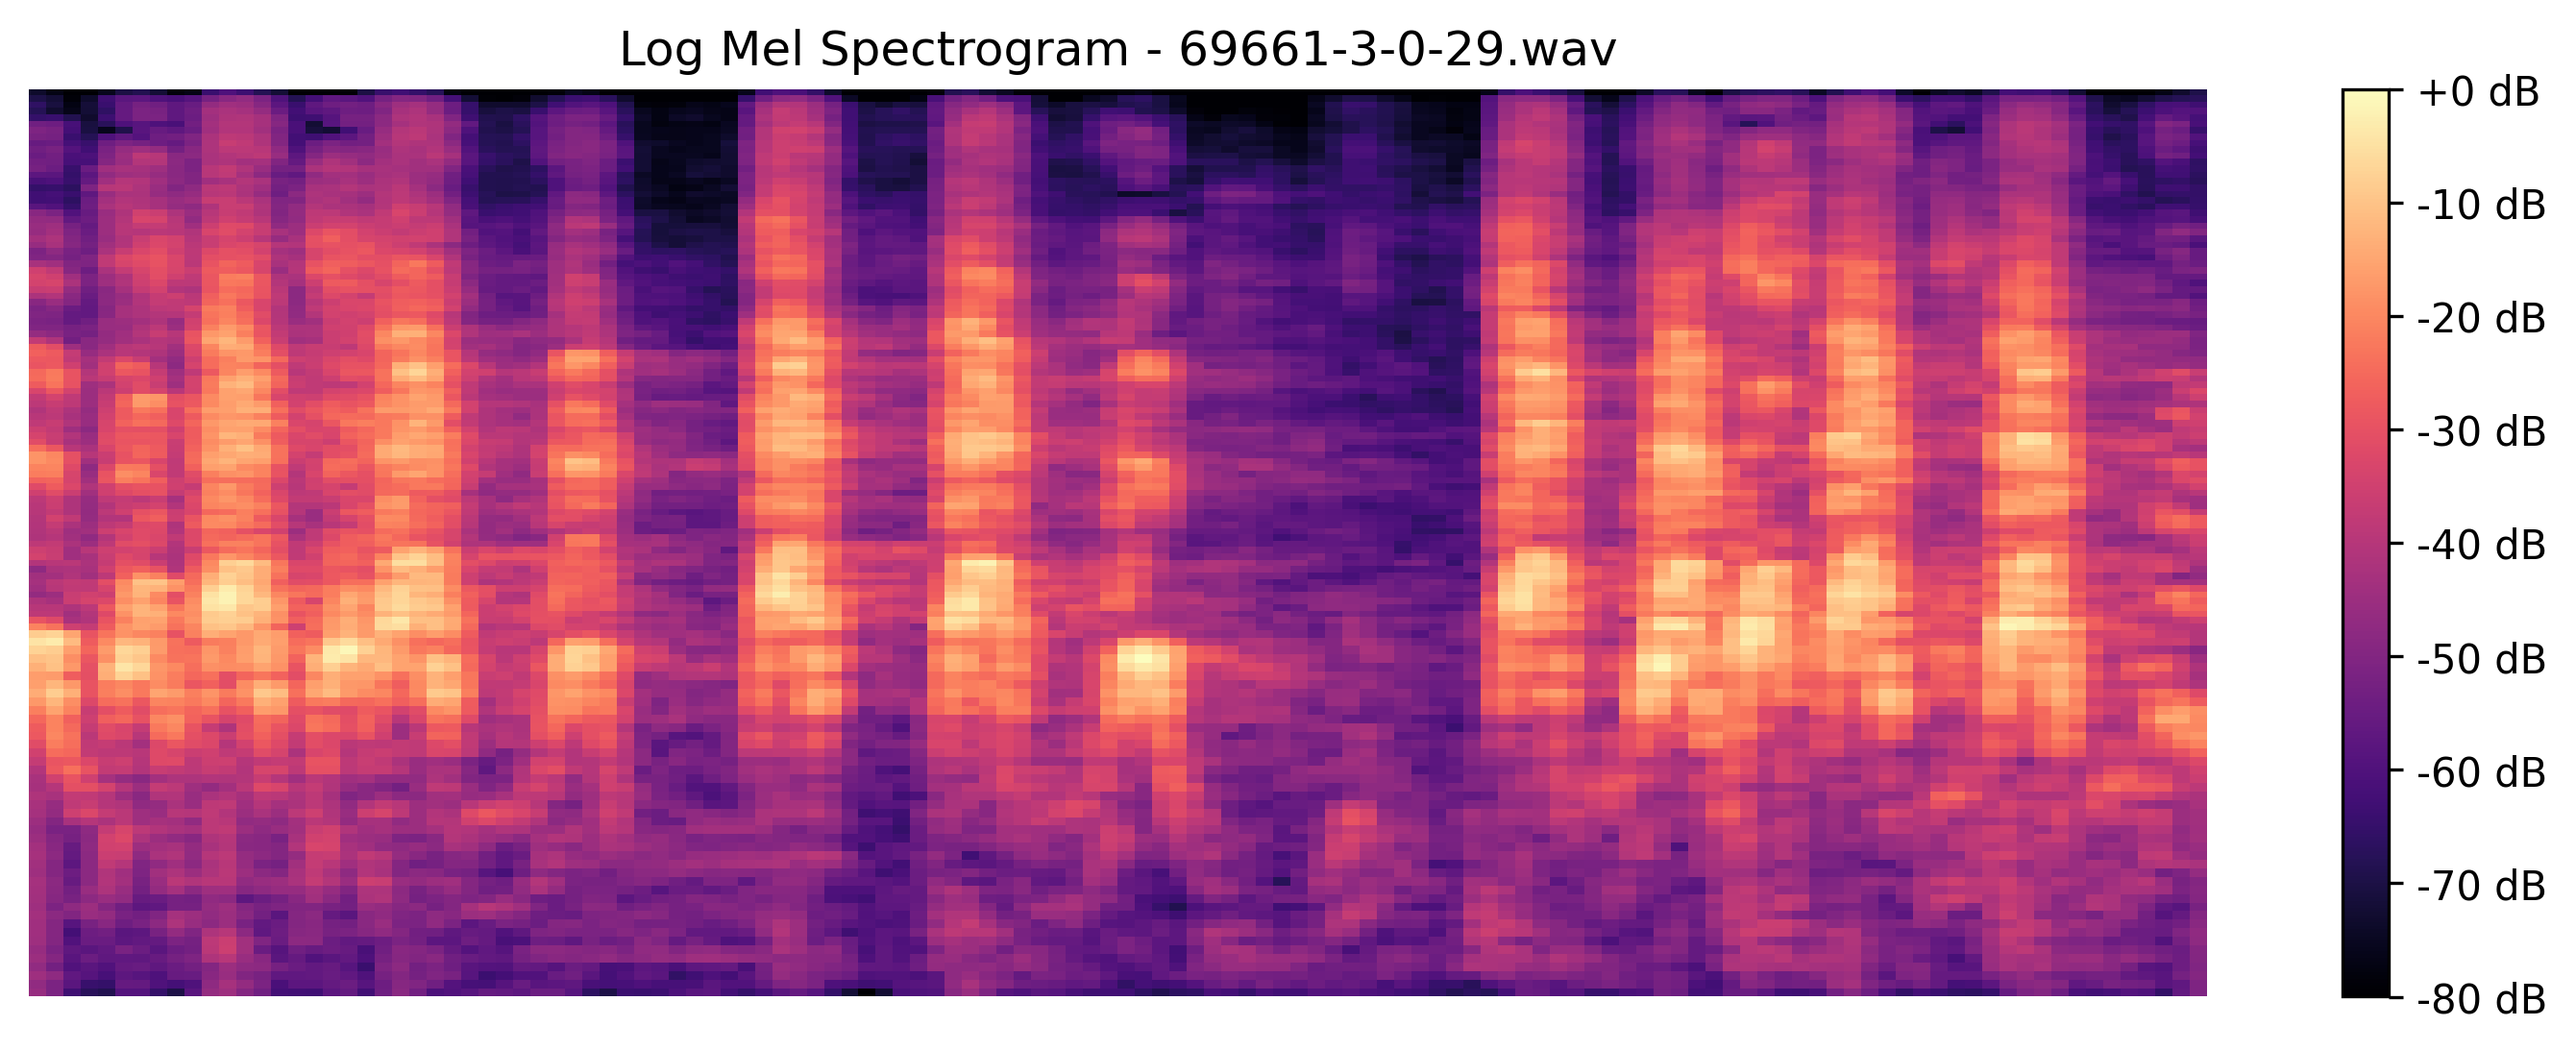 Log Mel Spectrogram - 69661-3-0-29.wav
+0 dB
-10 dB
-20 dB
-30 dB
-40 dB
-50 dB
-60 dB
-70 dB
-80 dB